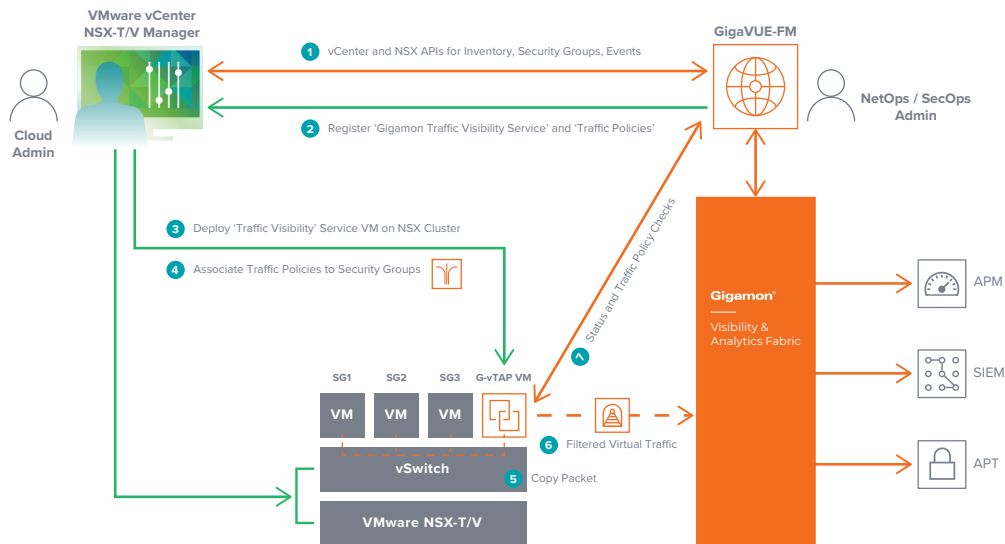 VMware vCenter
NSX-T/V Manager
GigaVUE-FM
1 vCenter and NSX APIs for Inventory, Security Groups, Events
Cloud
Admin
NetOps / SecOps
Admin
2 Register ‘Gigamon Traffic Visibility Service’ and ‘Traffic Policies’
3 Deploy ‘Traffic Visibility’ Service VM on NSX Cluster
4 Associate Traffic Policies to Security Groups
7 Status and Traffic Policy Checks
Gigamon®
Visibility &
Analytics Fabric
APM
SIEM
APT
SG1
SG2
SG3
G-vTAP VM
VM
VM
VM
6 Filtered Virtual Traffic
vSwitch
5 Copy Packet
VMware NSX-T/V